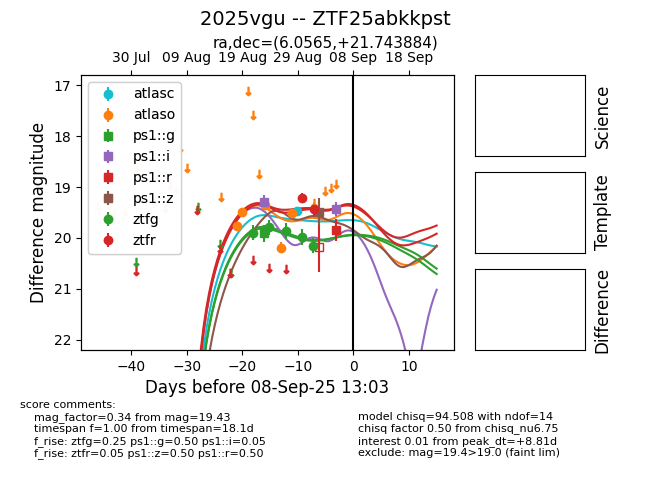 2025vgu -- ZTF25abkkpst
ra,dec=(6.0565,+21.743884)
30 Jul 09 Aug 19 Aug 29 Aug 08 Sep 18 Sep
17
18
19
20
21
22
Difference magnitude
atlasc
atlaso
ps1::g
ps1::i
ps1::r
ps1::z
ztfg
ztfr
−40 −30 −20 −10 0 10
Days before 08-Sep-25 13:03
Science
Template
Difference
score comments:
mag_factor=0.34 from mag=19.43
timespan f=1.00 from timespan=18.1d
f_rise: ztfg=0.25 ps1::g=0.50 ps1::i=0.05
f_rise: ztfr=0.05 ps1::z=0.50 ps1::r=0.50
model chisq=94.508 with ndof=14
chisq factor 0.50 from chisq_nu6.75
interest 0.01 from peak_dt=+8.81d
exclude: mag=19.4>19.0 (faint lim)